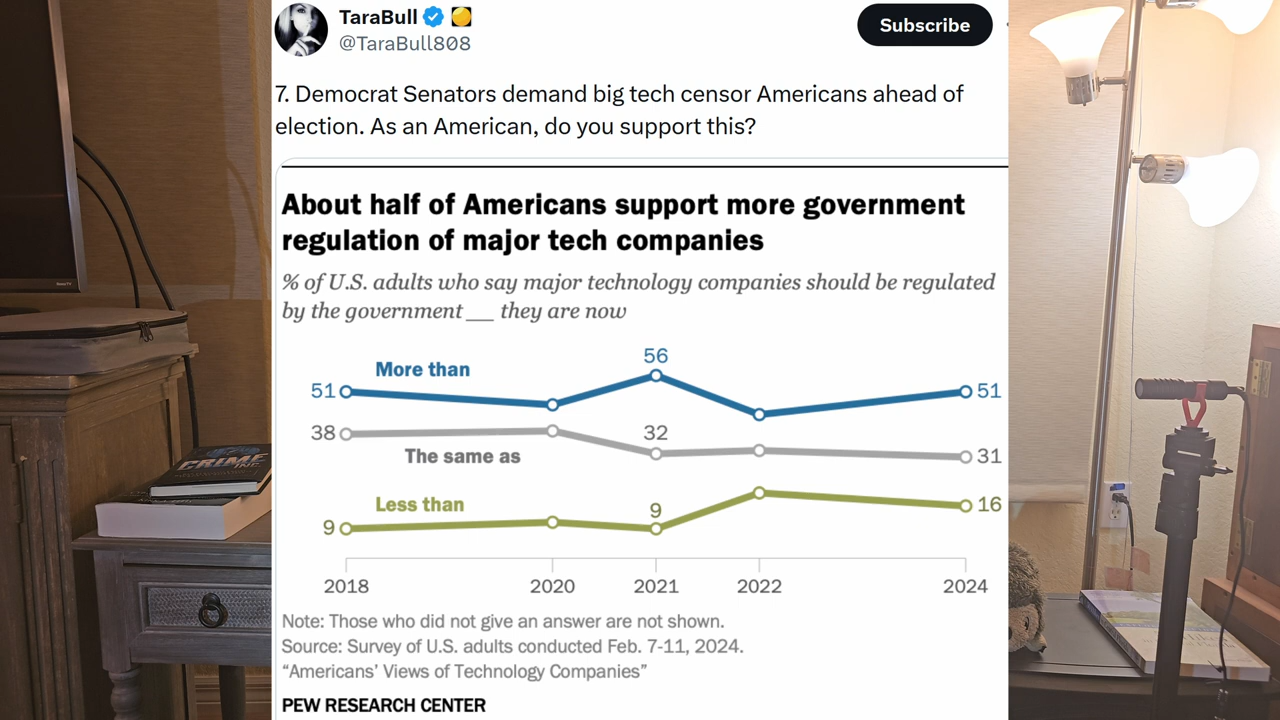 TaraBull
@TaraBull808
Subscribe
7. Democrat Senators demand big tech censor Americans ahead of
election. As an American, do you support this?
About half of Americans support more government
regulation of major tech companies
% of U.S. adults who say major technology companies should be regulated
by the government __ they are now
More than
51
56
51
38
32
The same as
31
Less than
9
9
16
2018 2020 2021 2022 2024
Note: Those who did not give an answer are not shown.
Source: Survey of U.S. adults conducted Feb. 7-11, 2024.
“Americans’ Views of Technology Companies”
PEW RESEARCH CENTER
CRIME
INC